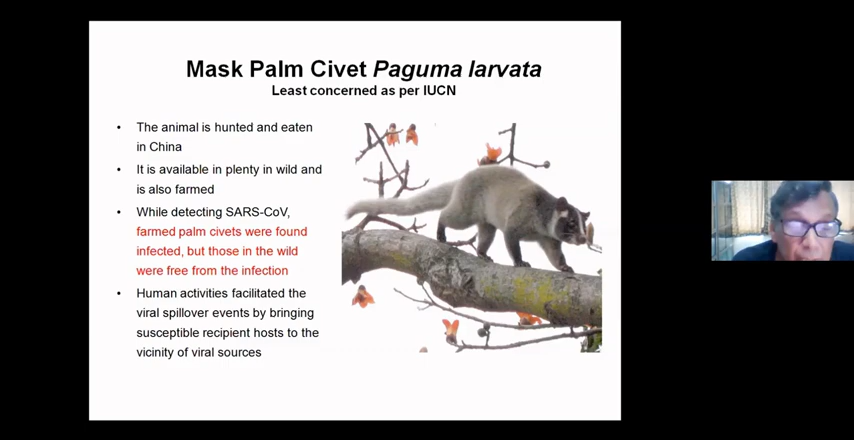 Mask Palm Civet Paguma larvata
Least concerned as per IUCN
• The animal is hunted and eaten
in China
• It is available in plenty in wild and
is also farmed
• While detecting SARS-CoV,
farmed palm civets were found
infected, but those in the wild
were free from the infection
• Human activities facilitated the
viral spillover events by bringing
susceptible recipient hosts to the
vicinity of viral sources